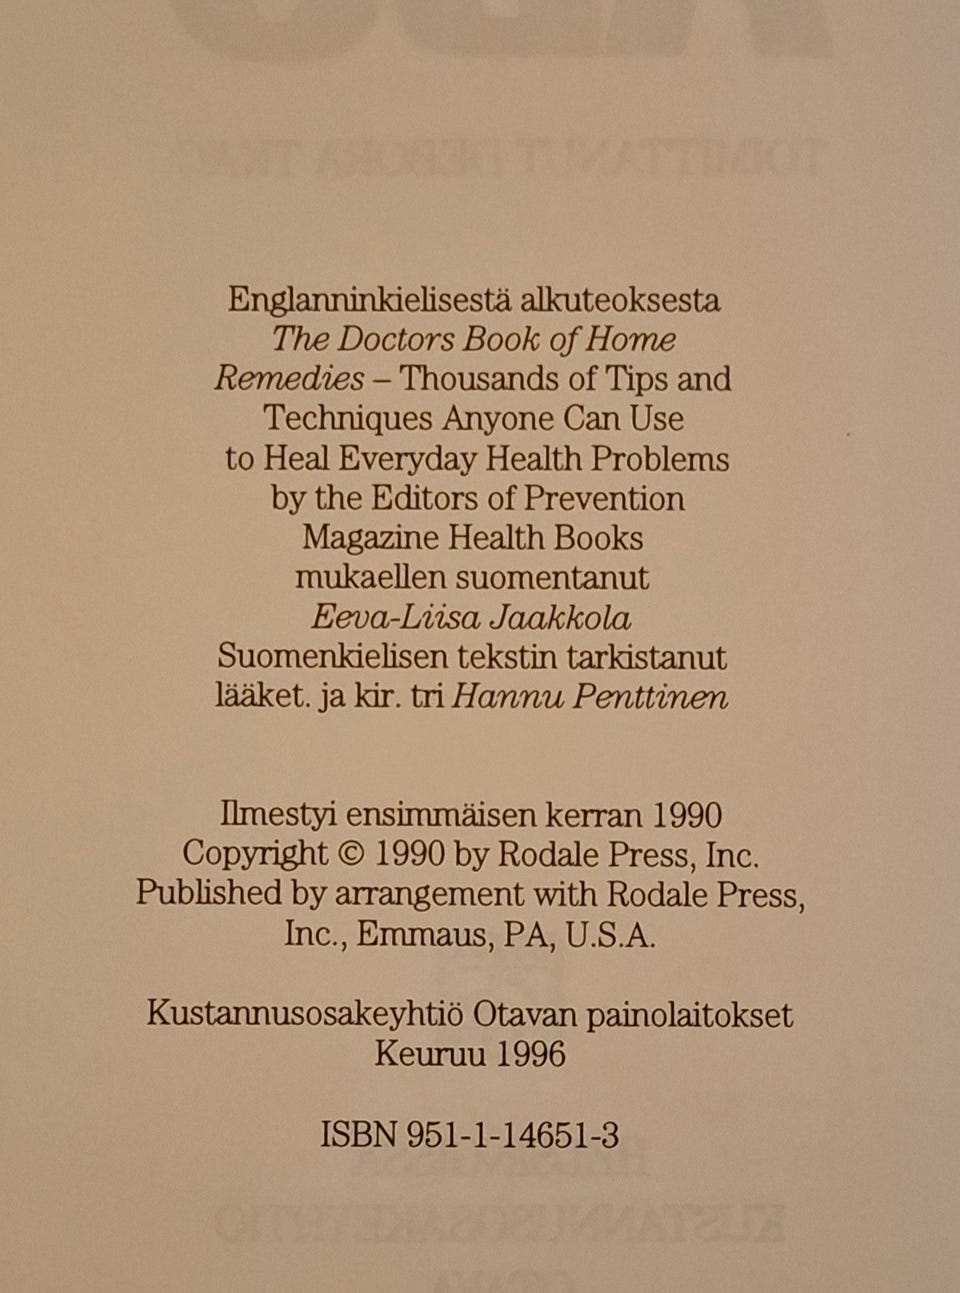 Englanninkielisestä alkuteoksesta
The Doctors Book of Home
Remedies – Thousands of Tips and
Techniques Anyone Can Use
to Heal Everyday Health Problems
by the Editors of Prevention
Magazine Health Books
mukaellen suomentanut
Eeva-Liisa Jaakkola
Suomenkielisen tekstin tarkistanut
lääket. ja kir. tri Hannu Penttinen
Ilmestyi ensimmäisen kerran 1990
Copyright © 1990 by Rodale Press, Inc.
Published by arrangement with Rodale Press,
Inc., Emmaus, PA, U.S.A.
Kustannusosakeyhtiö Otavan painolaitokset
Keuruu 1996
ISBN 951-1-14651-3